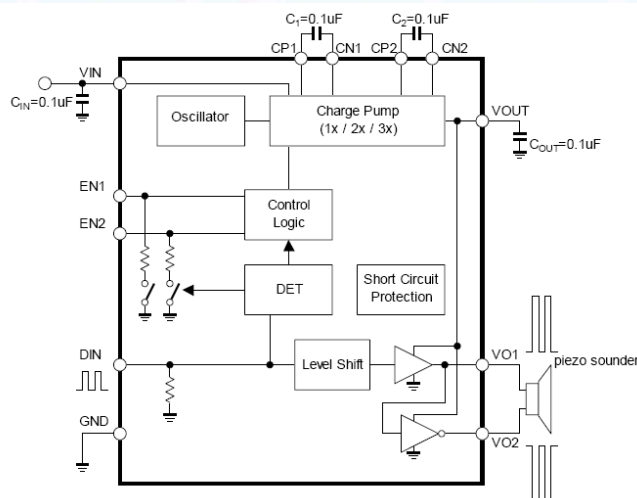 C1=0.1uF
C2=0.1uF
CP1
CN1
CP2
CN2
VIN
CIN=0.1uF
Oscillator
Charge Pump
(1x / 2x / 3x)
VOUT
COUT=0.1uF
EN1
EN2
Control
Logic
DET
Short Circuit
Protection
DIN
Level Shift
VO1
piezo sounder
GND
VO2